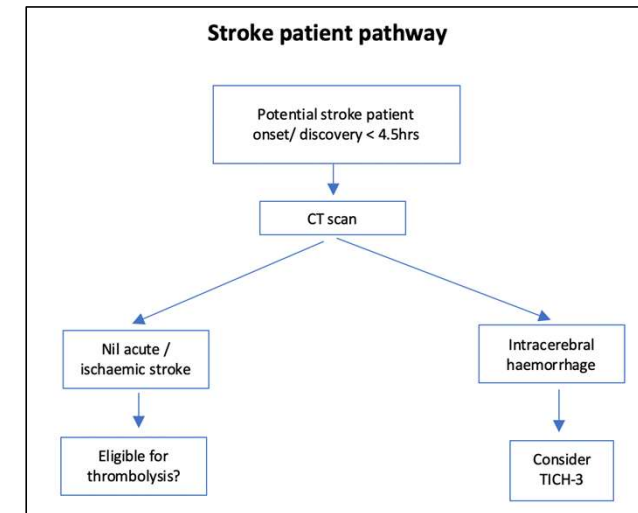 Stroke patient pathway
Potential stroke patient
onset/ discovery < 4.5hrs
CT scan
Nil acute /
ischaemic stroke
Intracerebral
haemorrhage
Eligible for
thrombolysis?
Consider
TICH-3